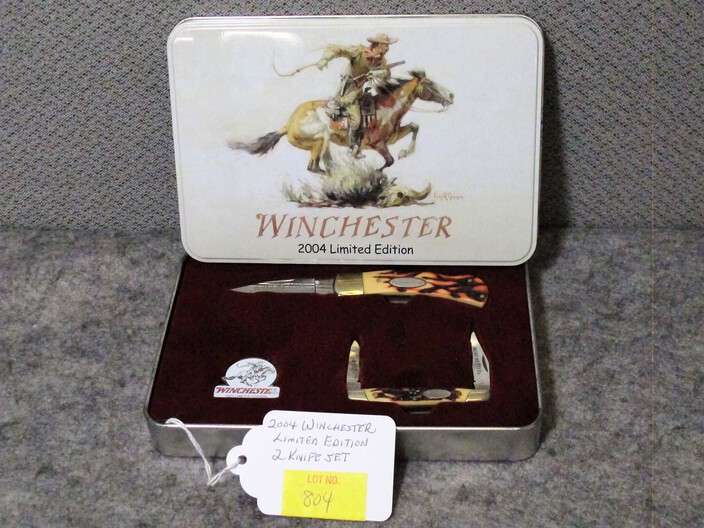 WINCHESTER
2004 Limited Edition
WINCHESTER
2004 WINCHESTER
LIMITED EDITION
2 KNIFE SET
LOT NO.
804